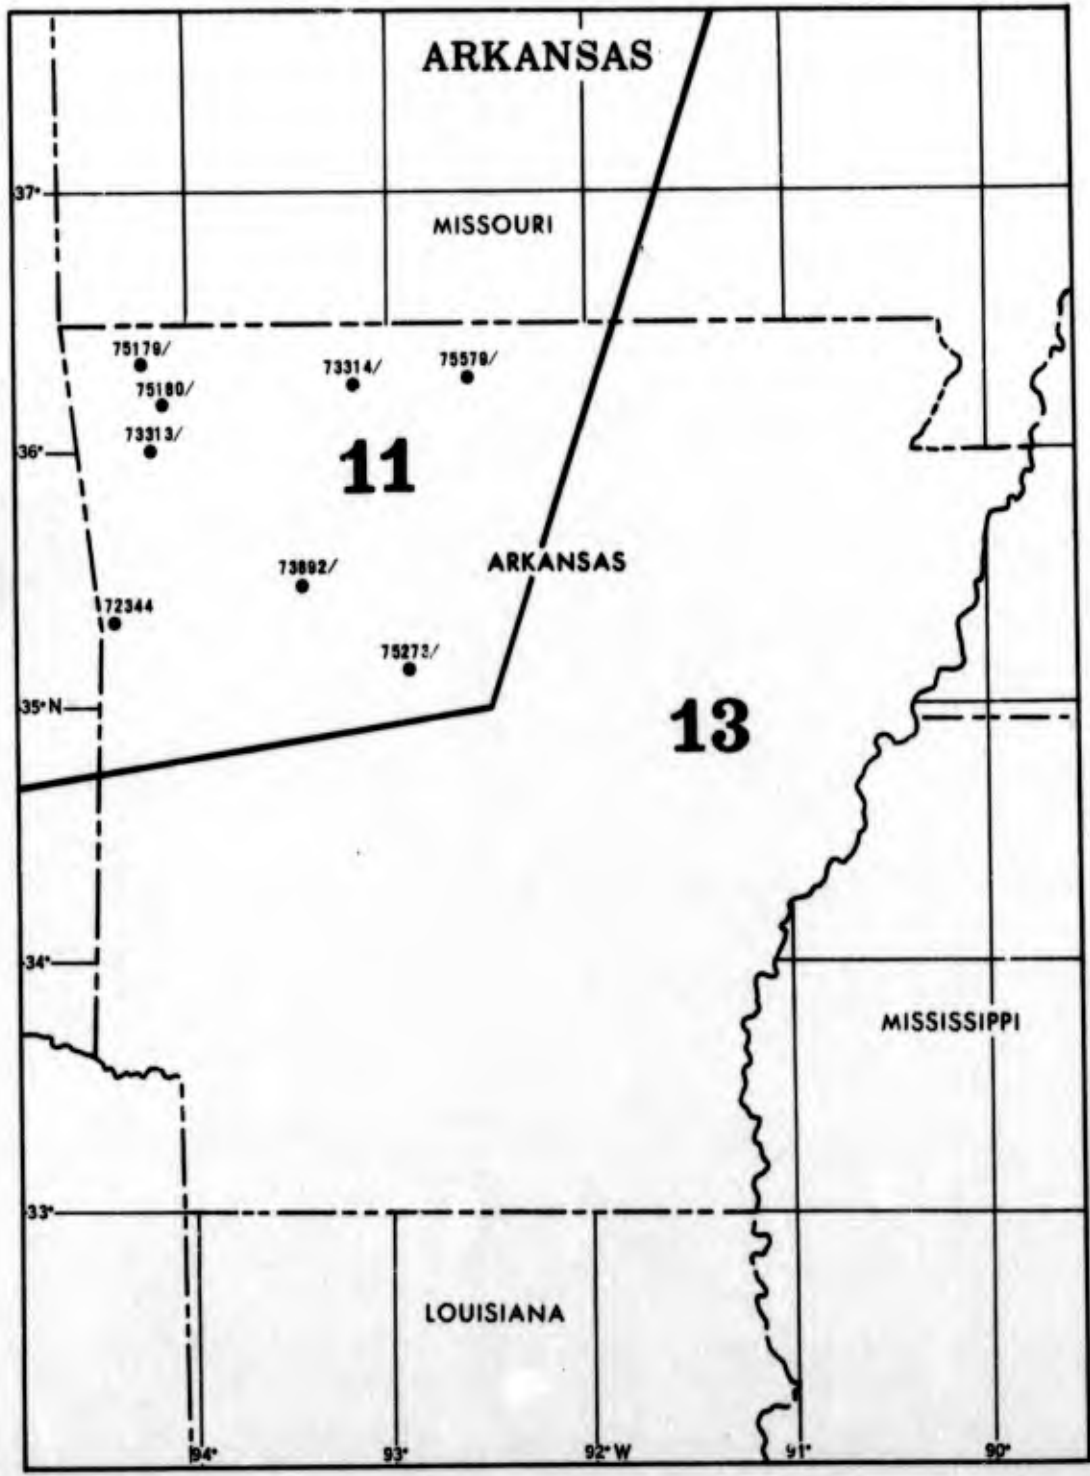 ARKANSAS
37°
MISSOURI
75179/
73314/
75579/
75180/
73313/
36°
11
ARKANSAS
73892/
72344
75273/
35° N
13
34°
MISSISSIPPI
33°
LOUISIANA
94°
93°
92° W
91°
90°